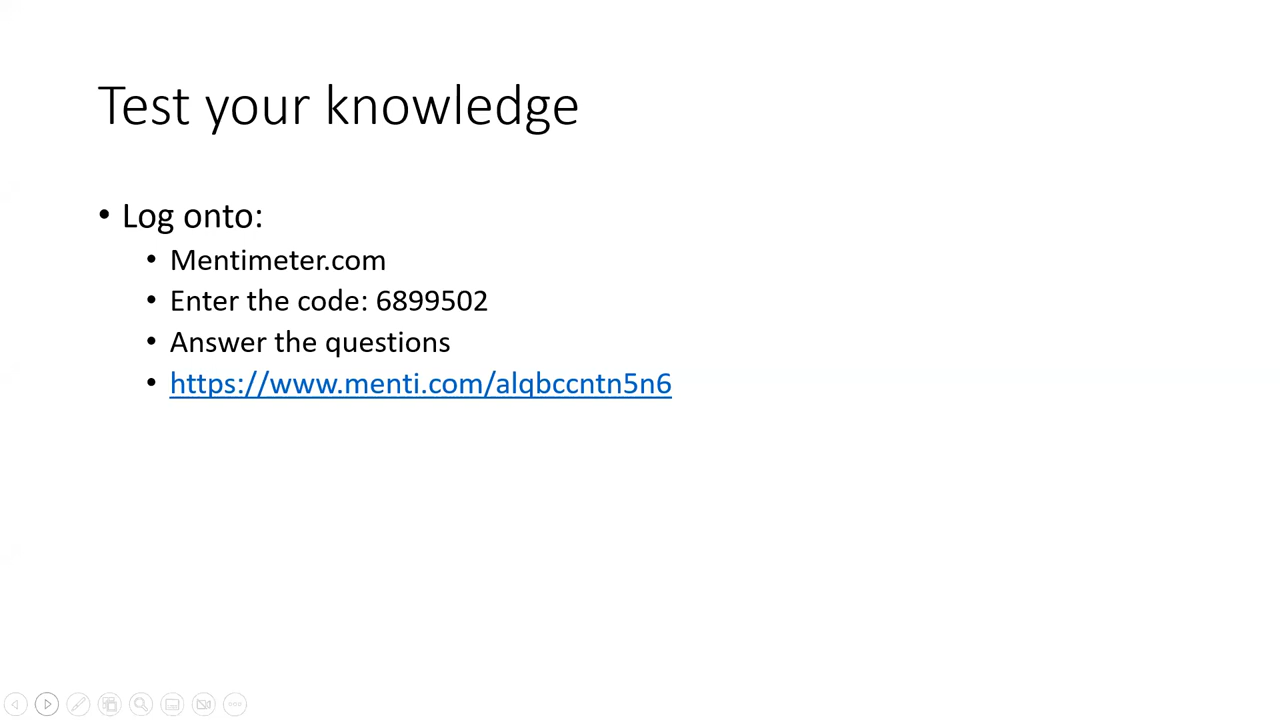 Test your knowledge
• Log onto:
• Mentimeter.com
• Enter the code: 6899502
• Answer the questions
• https://www.menti.com/alqbccntn5n6